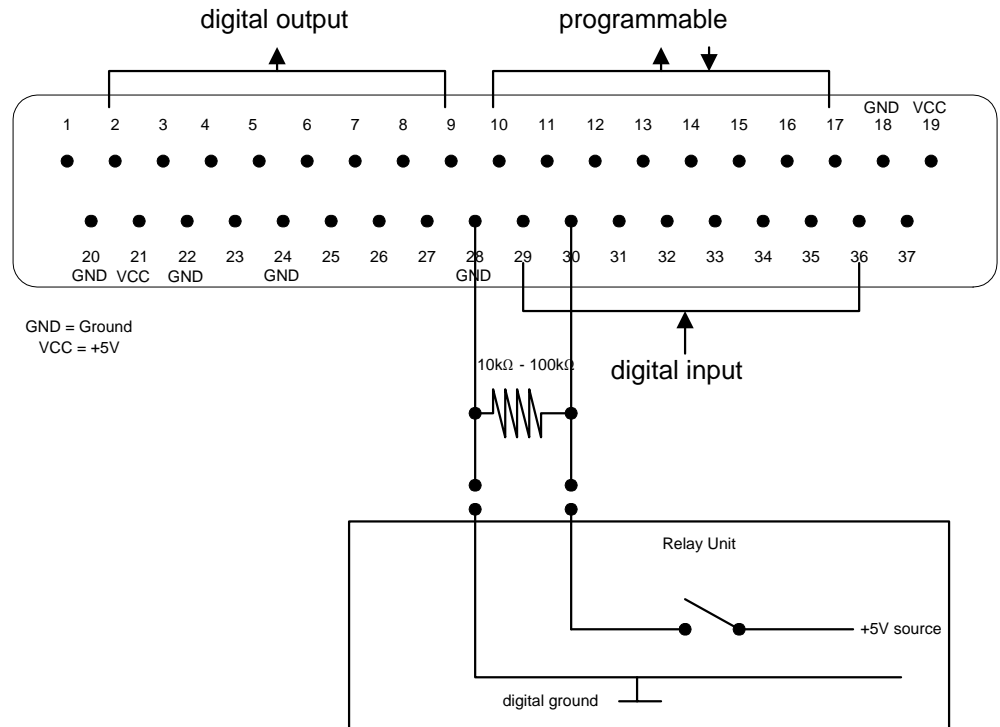 digital output programmable
GND VCC
1 2 3 4 5 6 7 8 9 10 11 12 13 14 15 16 17 18 19
20 21 22 23 24 25 26 27 28 29 30 31 32 33 34 35 36 37
GND VCC GND GND GND
GND = Ground
VCC = +5V
10kΩ - 100kΩ
digital input
Relay Unit
+5V source
digital ground